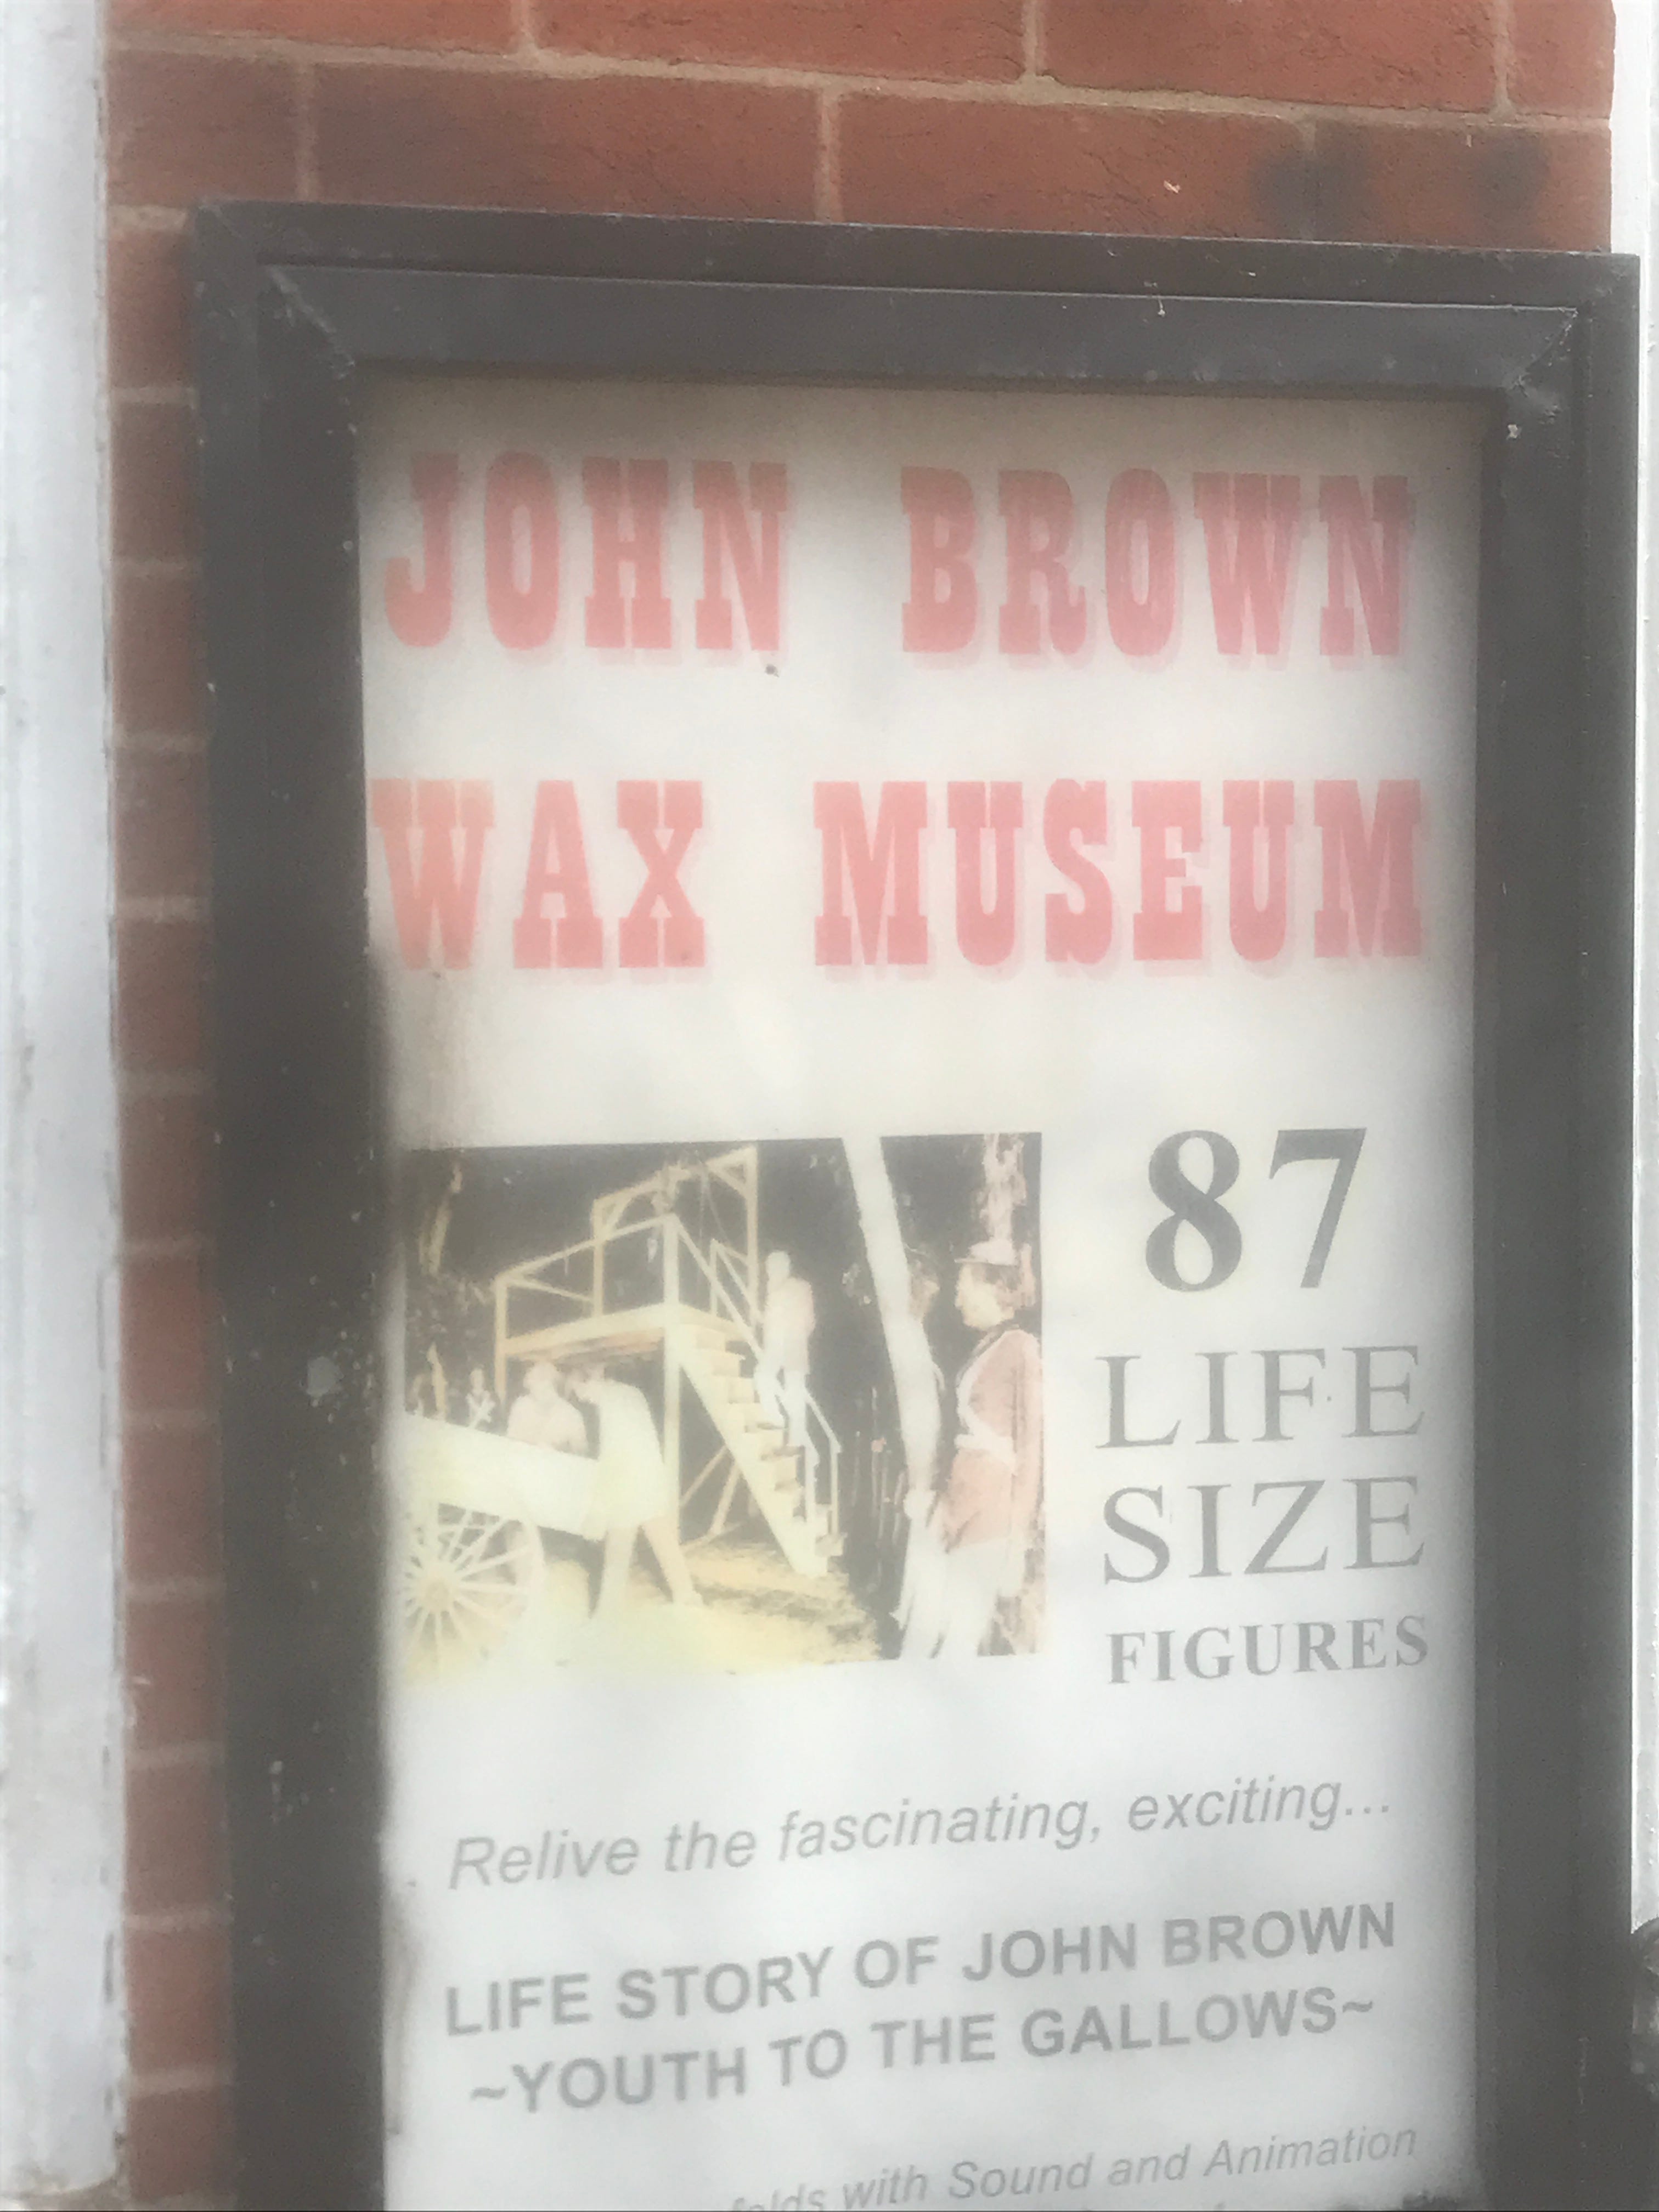 JOHN BROWN
WAX MUSEUM
87
LIFE
SIZE
FIGURES
Relive the fascinating, exciting...
LIFE STORY OF JOHN BROWN
~YOUTH TO THE GALLOWS~
with Sound and Animation